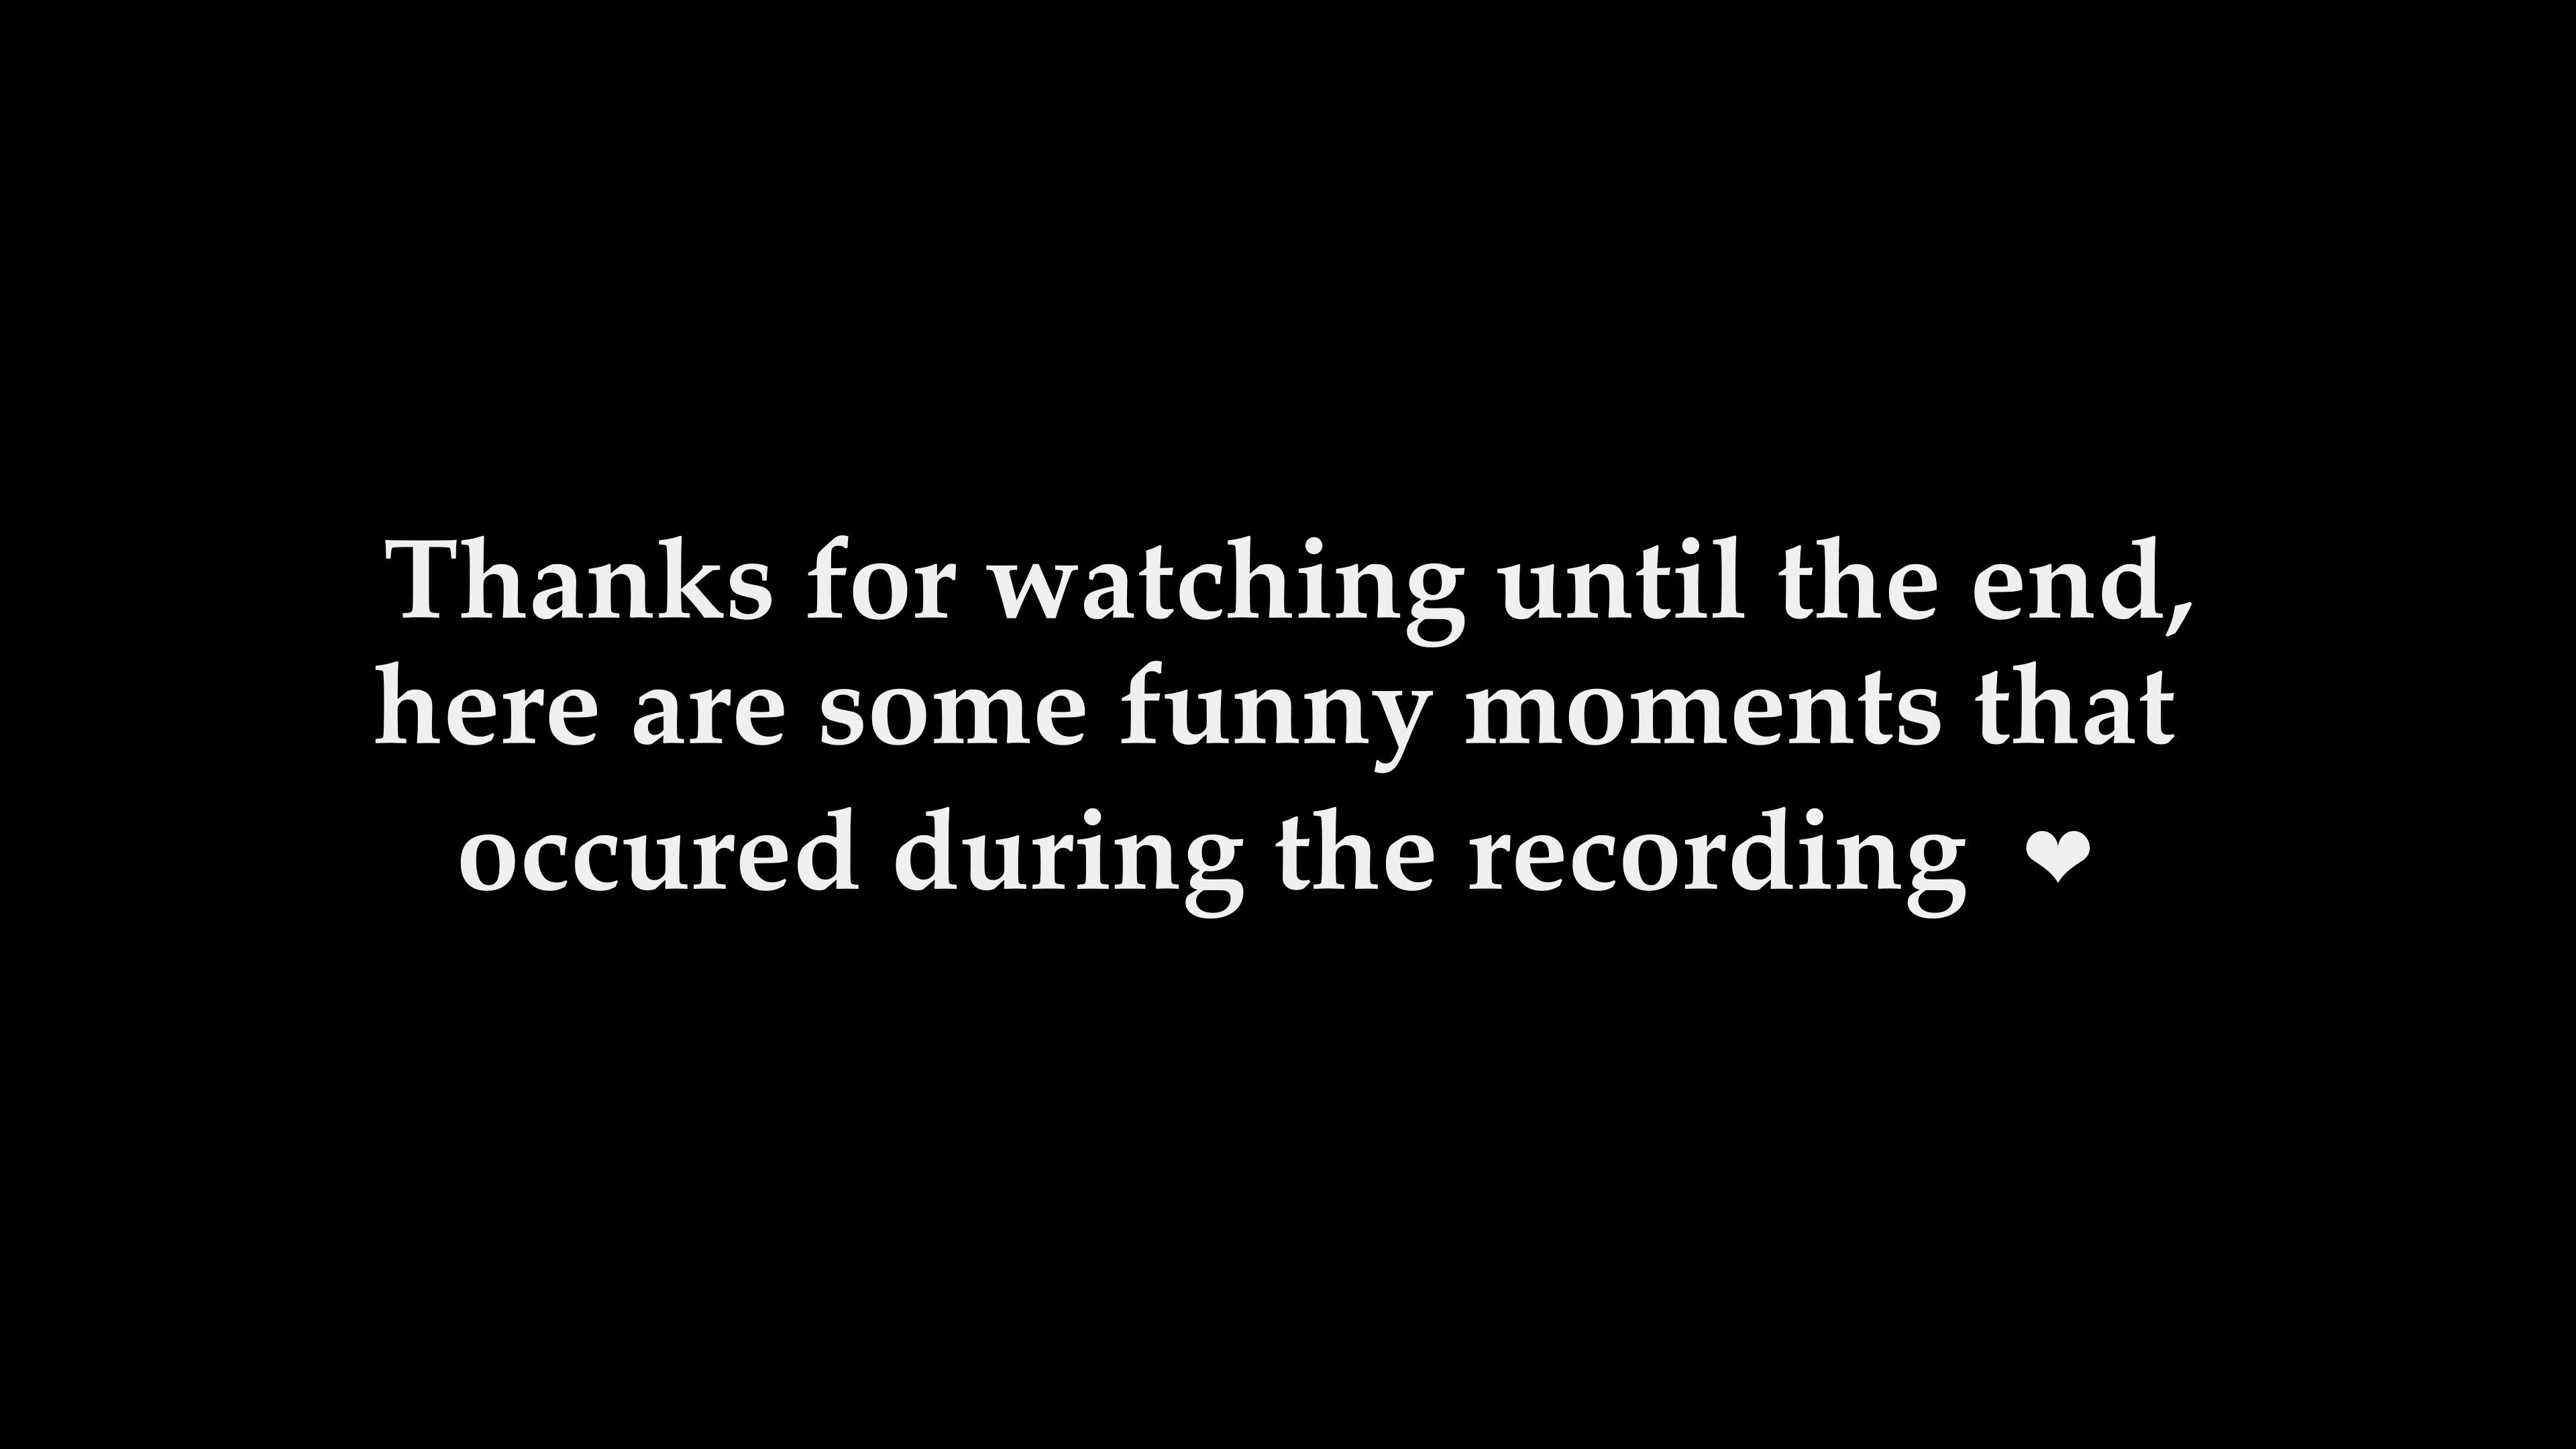 Thanks for watching until the end,
here are some funny moments that
occured during the recording ❤